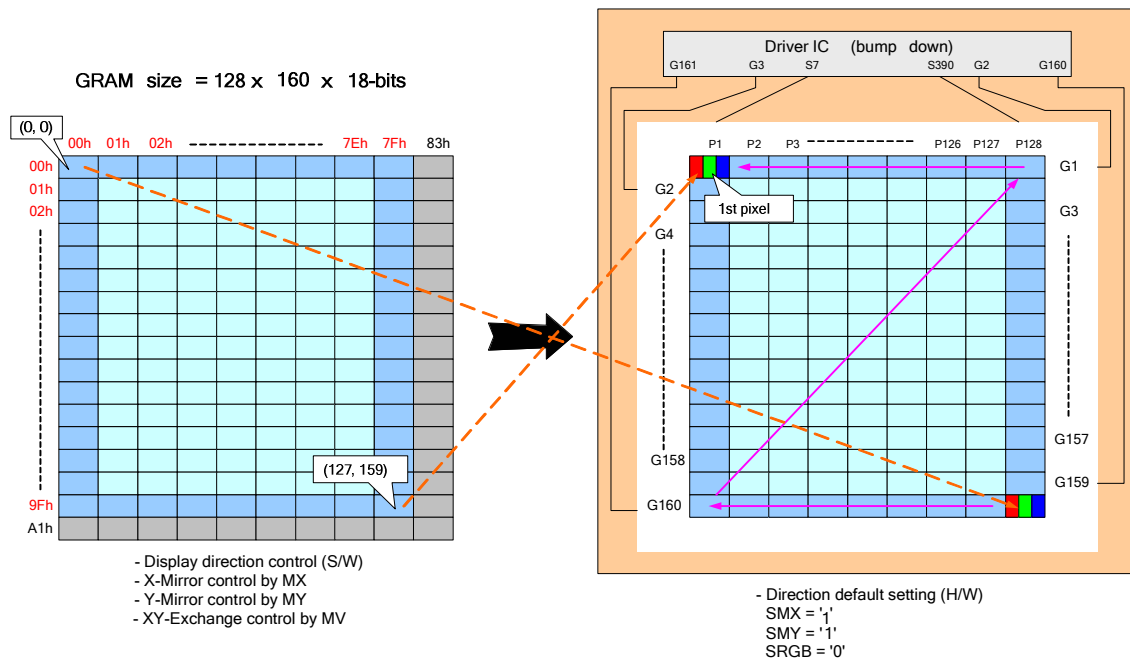 GRAM size = 128 x 160 x 18-bits
(0, 0)
00h 01h 02h 7Eh 7Fh 83h
00h
01h
02h
9Fh
A1h
(127, 159)
- Display direction control (S/W)
- X-Mirror control by MX
- Y-Mirror control by MY
- XY-Exchange control by MV
Driver IC (bump down)
G161 G3 S7 S390 G2 G160
P1 P2 P3 P126 P127 P128
G2
G4
G158
G160
1st pixel
G1
G3
G157
G159
- Direction default setting (H/W)
SMX = '1'
SMY = '1'
SRGB = '0'